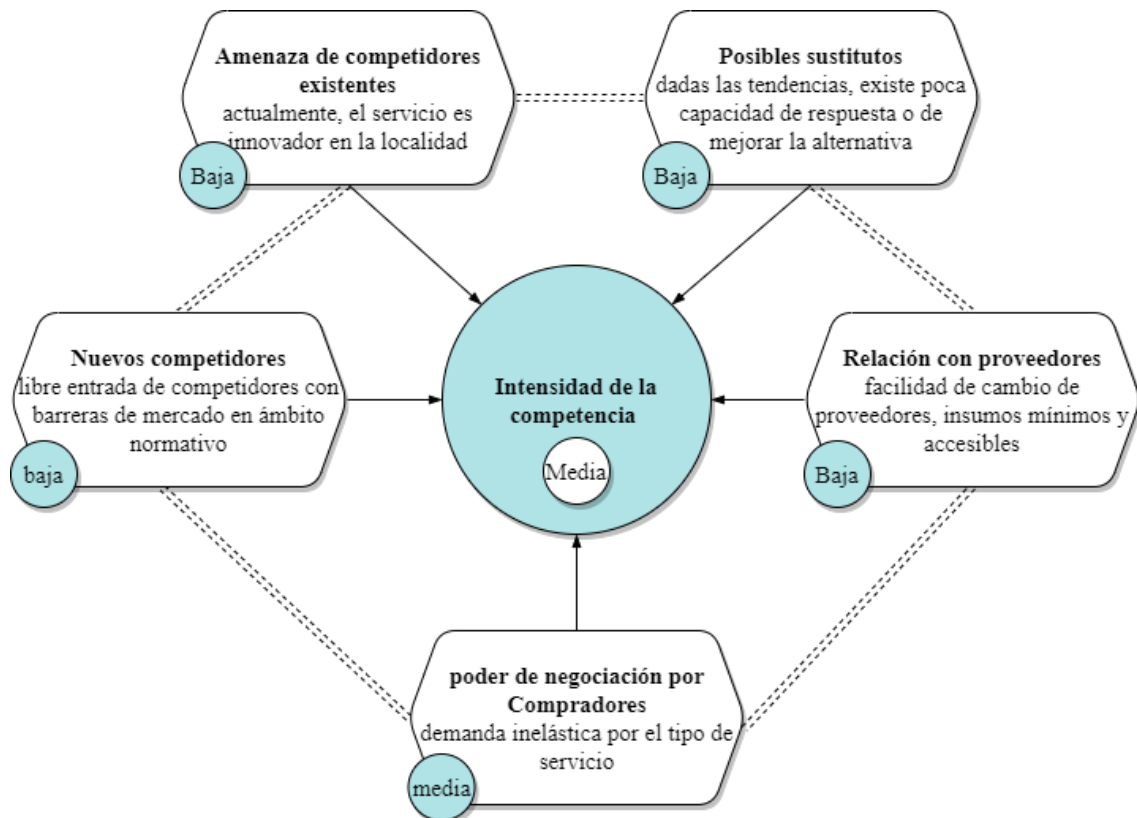 Amenaza de competidores
existentes
actualmente, el servicio es
innovador en la localidad
Baja
Posibles sustitutos
dadas las tendencias, existe poca
capacidad de respuesta o de
mejorar la alternativa
Baja
Nuevos competidores
libre entrada de competidores con
barreras de mercado en ámbito
normativo
baja
Intensidad de la
competencia
Media
Relación con proveedores
facilidad de cambio de
proveedores, insumos mínimos y
accesibles
Baja
poder de negociación por
Compradores
demanda inelástica por el tipo de
servicio
media